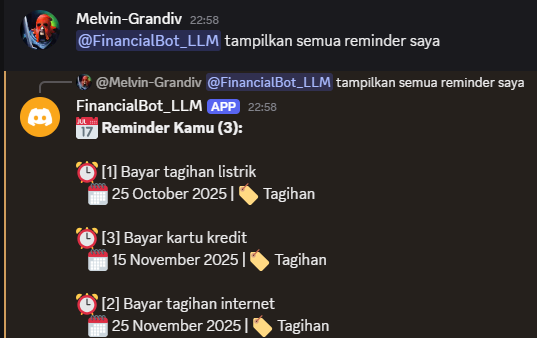 Melvin-Grandiv 22:58
@FinancialBot_LLM tampilkan semua reminder saya
@Melvin-Grandiv @FinancialBot_LLM tampilkan semua reminder saya
FinancialBot_LLM APP 22:58
JUL 17 Reminder Kamu (3):
[1] Bayar tagihan listrik
25 October 2025 | Tagihan
[3] Bayar kartu kredit
15 November 2025 | Tagihan
[2] Bayar tagihan internet
25 November 2025 | Tagihan